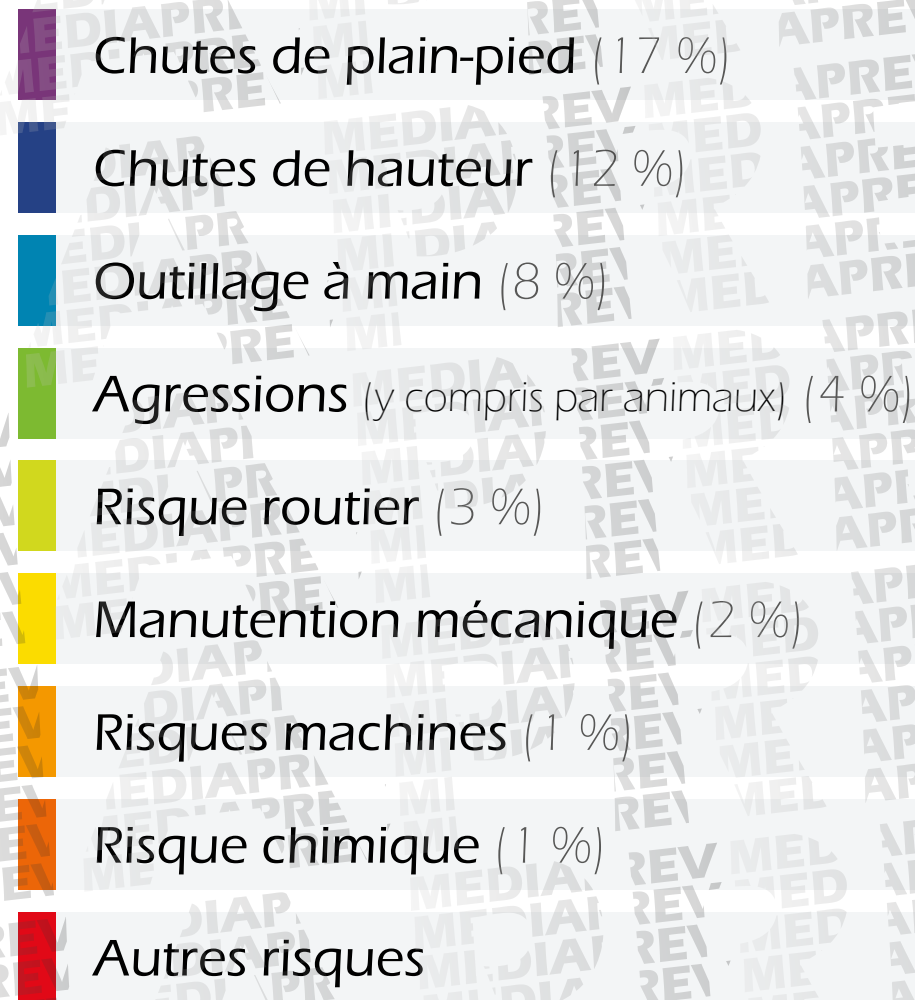 Chutes de plain-pied (17 %)
Chutes de hauteur (12 %)
Outillage à main (8 %)
Agressions (y compris par animaux) (4 %)
Risque routier (3 %)
Manutention mécanique (2 %)
Risques machines (1 %)
Risque chimique (1 %)
Autres risques